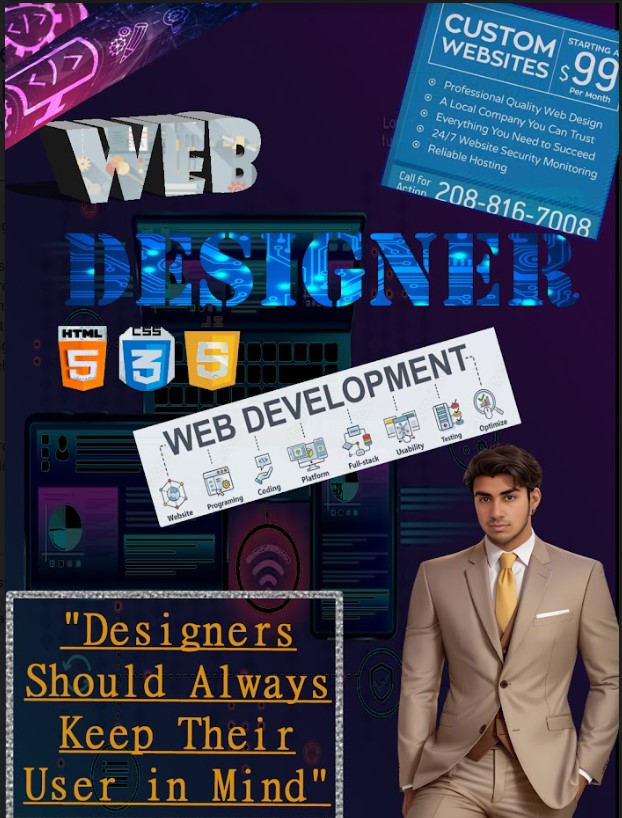 CUSTOM
WEBSITES
STARTING A
$99
Per Month
Professional Quality Web Design
A Local Company You Can Trust
Everything You Need to Succeed
24/7 Website Security Monitoring
Reliable Hosting
Call for
Action
208-816-7008
WEB
DESIGNER
HTML
5
CSS
3
JS
5
WEB DEVELOPMENT
Website
Programing
Coding
Platform
Full-stack
Usability
Testing
Optimize
"Designers
Should Always
Keep Their
User in Mind"